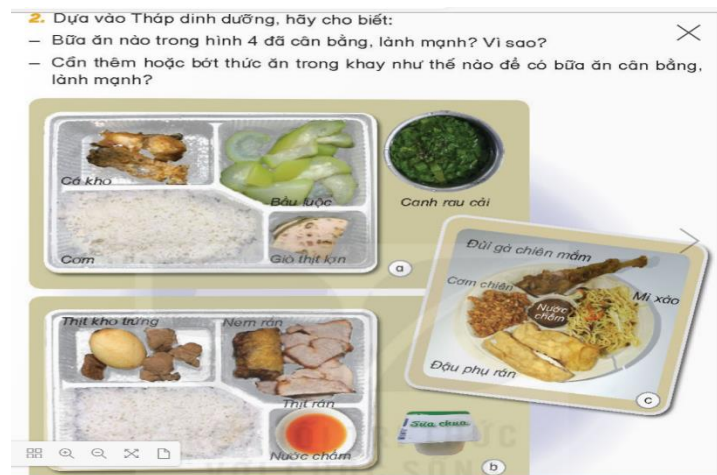 2. Dựa vào Tháp dinh dưỡng, hãy cho biết:
– Bữa ăn nào trong hình 4 đã cân bằng, lành mạnh? Vì sao?
– Cần thêm hoặc bớt thức ăn trong khay như thế nào để có bữa ăn cân bằng,
lành mạnh?
Cá kho
Bầu luộc
Canh rau cải
Cơm
Giò thịt lợn
a
Đùi gà chiên mắm
Cơm chiên
Mì xào
Nước
chấm
Đậu phụ rán
c
Thịt kho trứng
Nem rán
Thịt rán
Nước chấm
Sữa chua
b